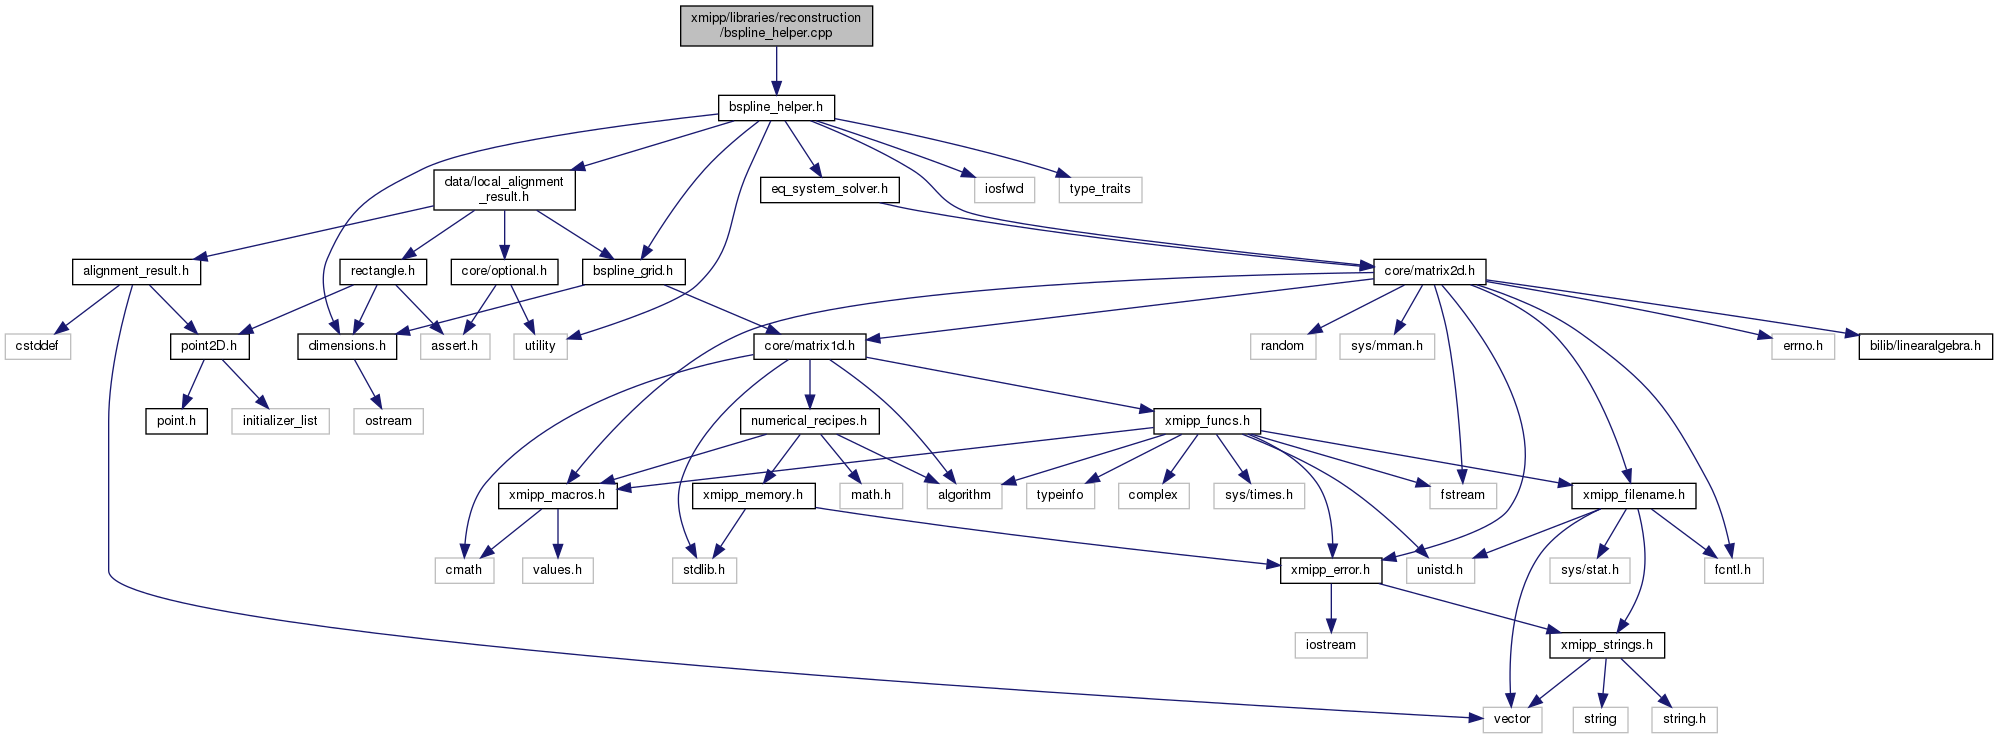 xmipp/libraries/reconstruction
/bspline_helper.cpp
bspline_helper.h
data/local_alignment
_result.h
eq_system_solver.h
iosfwd
type_traits
alignment_result.h
rectangle.h
core/optional.h
bspline_grid.h
core/matrix2d.h
cstddef
point2D.h
dimensions.h
assert.h
utility
core/matrix1d.h
random
sys/mman.h
errno.h
bilib/linearalgebra.h
point.h
initializer_list
ostream
numerical_recipes.h
xmipp_funcs.h
xmipp_macros.h
xmipp_memory.h
math.h
algorithm
typeinfo
complex
sys/times.h
fstream
xmipp_filename.h
cmath
values.h
stdlib.h
xmipp_error.h
unistd.h
sys/stat.h
fcntl.h
iostream
xmipp_strings.h
vector
string
string.h